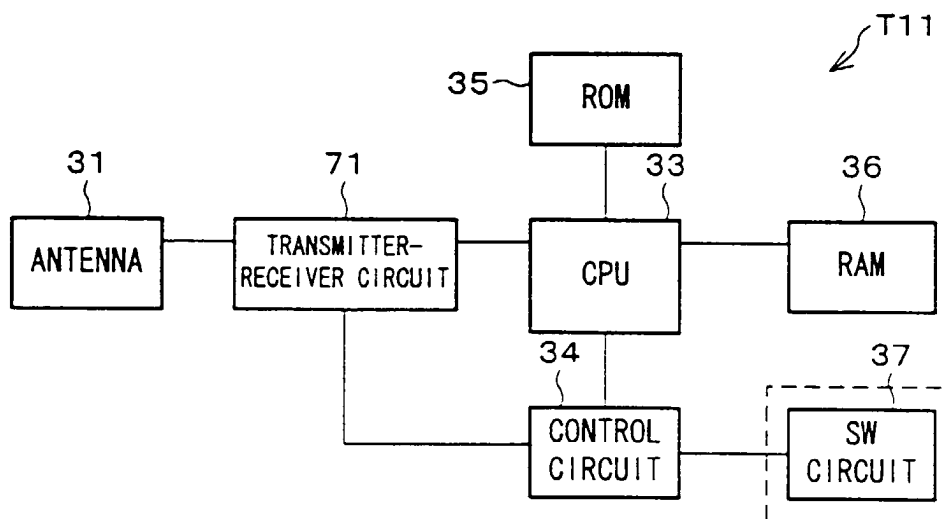 T11
35
ROM
31
71
33
36
ANTENNA
TRANSMITTER-
RECEIVER CIRCUIT
CPU
RAM
34
37
CONTROL
CIRCUIT
SW
CIRCUIT